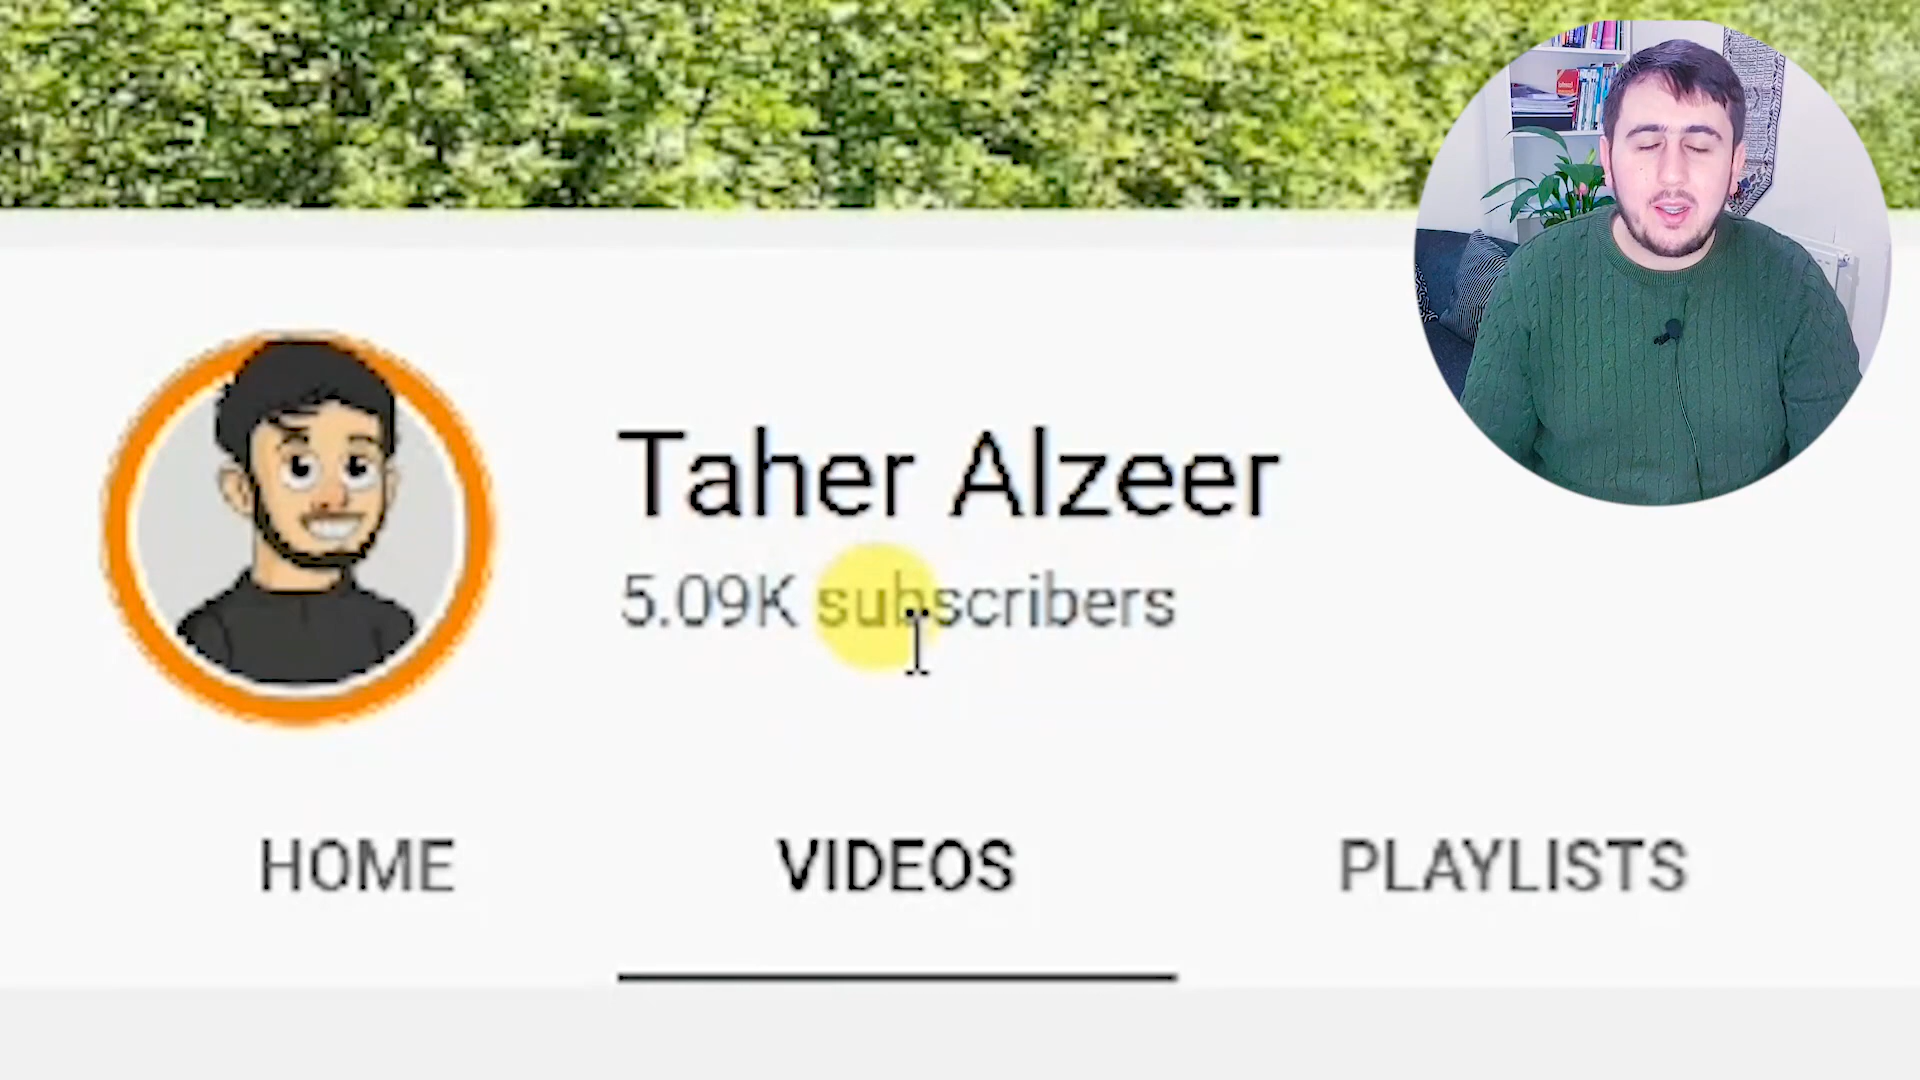 Taher Alzeer
5.09K subscribers
HOME
VIDEOS
PLAYLISTS